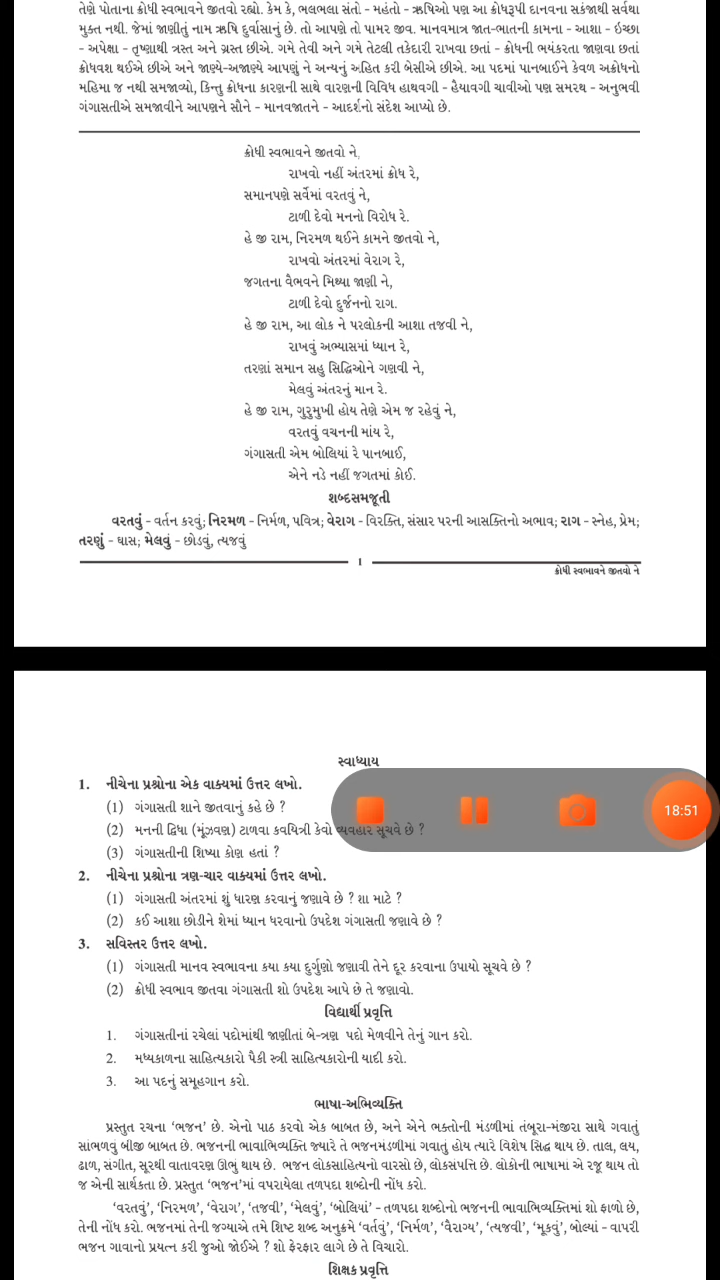 તેણે પોતાના ક્રોધી સ્વભાવને જીતવો રહ્યો. કેમ કે, ભલભલા સંતો - મહંતો - ઋષિઓ પણ આ ક્રોધરૂપી દાનવના સકંજાથી સર્વથા
મુક્ત નથી. જેમાં જાણીતું નામ ઋષિ દુર્વાસાનું છે. તો આપણે તો પામર જીવ. માનવમાત્ર જાત-ભાતની કામના - આશા - ઇચ્છા
- અપેક્ષા - તૃષ્ણાથી ત્રસ્ત અને ગ્રસ્ત છીએ. ગમે તેવી અને ગમે તેટલી તકેદારી રાખવા છતાં - ક્રોધની ભયંકરતા જાણવા છતાં
ક્રોધવશ થઈએ છીએ અને જાણ્યે-અજાણ્યે આપણું ને અન્યનું અહિત કરી બેસીએ છીએ. આ પદમાં પાનબાઈને કેવળ અક્રોધનો
મહિમા જ નથી સમજાવ્યો, કિન્તુ ક્રોધના કારણની સાથે વારણની વિવિધ હાથવગી - હૈયાવગી ચાવીઓ પણ સમરથ - અનુભવી
ગંગાસતીએ સમજાવીને આપણને સૌને - માનવજાતને - આદર્શનો સંદેશ આપ્યો છે.
ક્રોધી સ્વભાવને જીતવો ને,
રાખવો નહીં અંતરમાં ક્રોધ રે,
સમાનપણે સર્વેમાં વરતવું ને,
ટાળી દેવો મનનો વિરોધ રે.
હે જી રામ, નિરમળ થઈને કામને જીતવો ને,
રાખવો અંતરમાં વેરાગ રે,
જગતના વૈભવને મિથ્યા જાણી ને,
ટાળી દેવો દુર્જનનો રાગ.
હે જી રામ, આ લોક ને પરલોકની આશા તજવી ને,
રાખવું અભ્યાસમાં ધ્યાન રે,
તરણાં સમાન સહુ સિદ્ધિઓને ગણવી ને,
મેલવું અંતરનું માન રે.
હે જી રામ, ગુરુમુખી હોય તેણે એમ જ રહેવું ને,
વરતવું વચનની માંય રે,
ગંગાસતી એમ બોલિયાં રે પાનબાઈ,
એને નડે નહીં જગતમાં કોઈ.
શબ્દસમજૂતી
વરતવું - વર્તન કરવું; નિરમળ - નિર્મળ, પવિત્ર; વેરાગ - વિરક્તિ, સંસાર પરની આસક્તિનો અભાવ; રાગ - સ્નેહ, પ્રેમ;
તરણું - ઘાસ; મેલવું - છોડવું, ત્યજવું
1
ક્રોધી સ્વભાવને જીતવો ને
સ્વાધ્યાય
1. નીચેના પ્રશ્નોના એક વાક્યમાં ઉત્તર લખો.
(1) ગંગાસતી શાને જીતવાનું કહે છે ?
18:51
(2) મનની દ્વિધા (મૂંઝવણ) ટાળવા કવયિત્રી કેવો વ્યવહાર સૂચવે છે ?
(3) ગંગાસતીની શિષ્યા કોણ હતાં ?
2. નીચેના પ્રશ્નોના ત્રણ-ચાર વાક્યમાં ઉત્તર લખો.
(1) ગંગાસતી અંતરમાં શું ધારણ કરવાનું જણાવે છે ? શા માટે ?
(2) કઈ આશા છોડીને શેમાં ધ્યાન ધરવાનો ઉપદેશ ગંગાસતી જણાવે છે ?
3. સવિસ્તર ઉત્તર લખો.
(1) ગંગાસતી માનવ સ્વભાવના કયા કયા દુર્ગુણો જણાવી તેને દૂર કરવાના ઉપાયો સૂચવે છે ?
(2) ક્રોધી સ્વભાવ જીતવા ગંગાસતી શો ઉપદેશ આપે છે તે જણાવો.
વિદ્યાર્થી પ્રવૃત્તિ
1. ગંગાસતીનાં રચેલાં પદોમાંથી જાણીતાં બે-ત્રણ પદો મેળવીને તેનું ગાન કરો.
2. મધ્યકાળના સાહિત્યકારો પૈકી સ્ત્રી સાહિત્યકારોની યાદી કરો.
3. આ પદનું સમૂહગાન કરો.
ભાષા-અભિવ્યક્તિ
પ્રસ્તુત રચના ‘ભજન’ છે. એનો પાઠ કરવો એક બાબત છે, અને એને ભક્તોની મંડળીમાં તંબૂરા-મંજીરા સાથે ગવાતું
સાંભળવું બીજી બાબત છે. ભજનની ભાવાભિવ્યક્તિ જ્યારે તે ભજનમંડળીમાં ગવાતું હોય ત્યારે વિશેષ સિદ્ધ થાય છે. તાલ, લય,
ઢાળ, સંગીત, સૂરથી વાતાવરણ ઊભું થાય છે. ભજન લોકસાહિત્યનો વારસો છે, લોકસંપત્તિ છે. લોકોની ભાષામાં એ રજૂ થાય તો
જ એની સાર્થકતા છે. પ્રસ્તુત ‘ભજન’માં વપરાયેલા તળપદા શબ્દોની નોંધ કરો.
‘વરતવું’, ‘નિરમળ’, ‘વેરાગ’, ‘તજવી’, ‘મેલવું’, ‘બોલિયાં’ - તળપદા શબ્દોનો ભજનની ભાવાભિવ્યક્તિમાં શો ફાળો છે,
તેની નોંધ કરો. ભજનમાં તેની જગ્યાએ તમે શિષ્ટ શબ્દ અનુક્રમે ‘વર્તવું’, ‘નિર્મળ’, ‘વૈરાગ્ય’, ‘ત્યજવી’, ‘મૂકવું’, બોલ્યાં - વાપરી
ભજન ગાવાનો પ્રયત્ન કરી જુઓ જોઈએ ? શો ફેરફાર લાગે છે તે વિચારો.
શિક્ષક પ્રવૃત્તિ